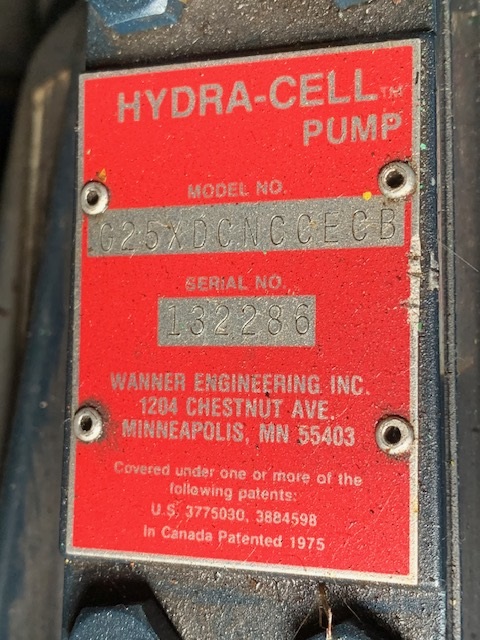 HYDRA-CELL™
PUMP
MODEL NO.
G25XDCNCCECB
SERIAL NO.
132286
WANNER ENGINEERING INC.
1204 CHESTNUT AVE.
MINNEAPOLIS, MN 55403
Covered under one or more of the
following patents:
U.S. 3775030, 3884598
In Canada Patented 1975